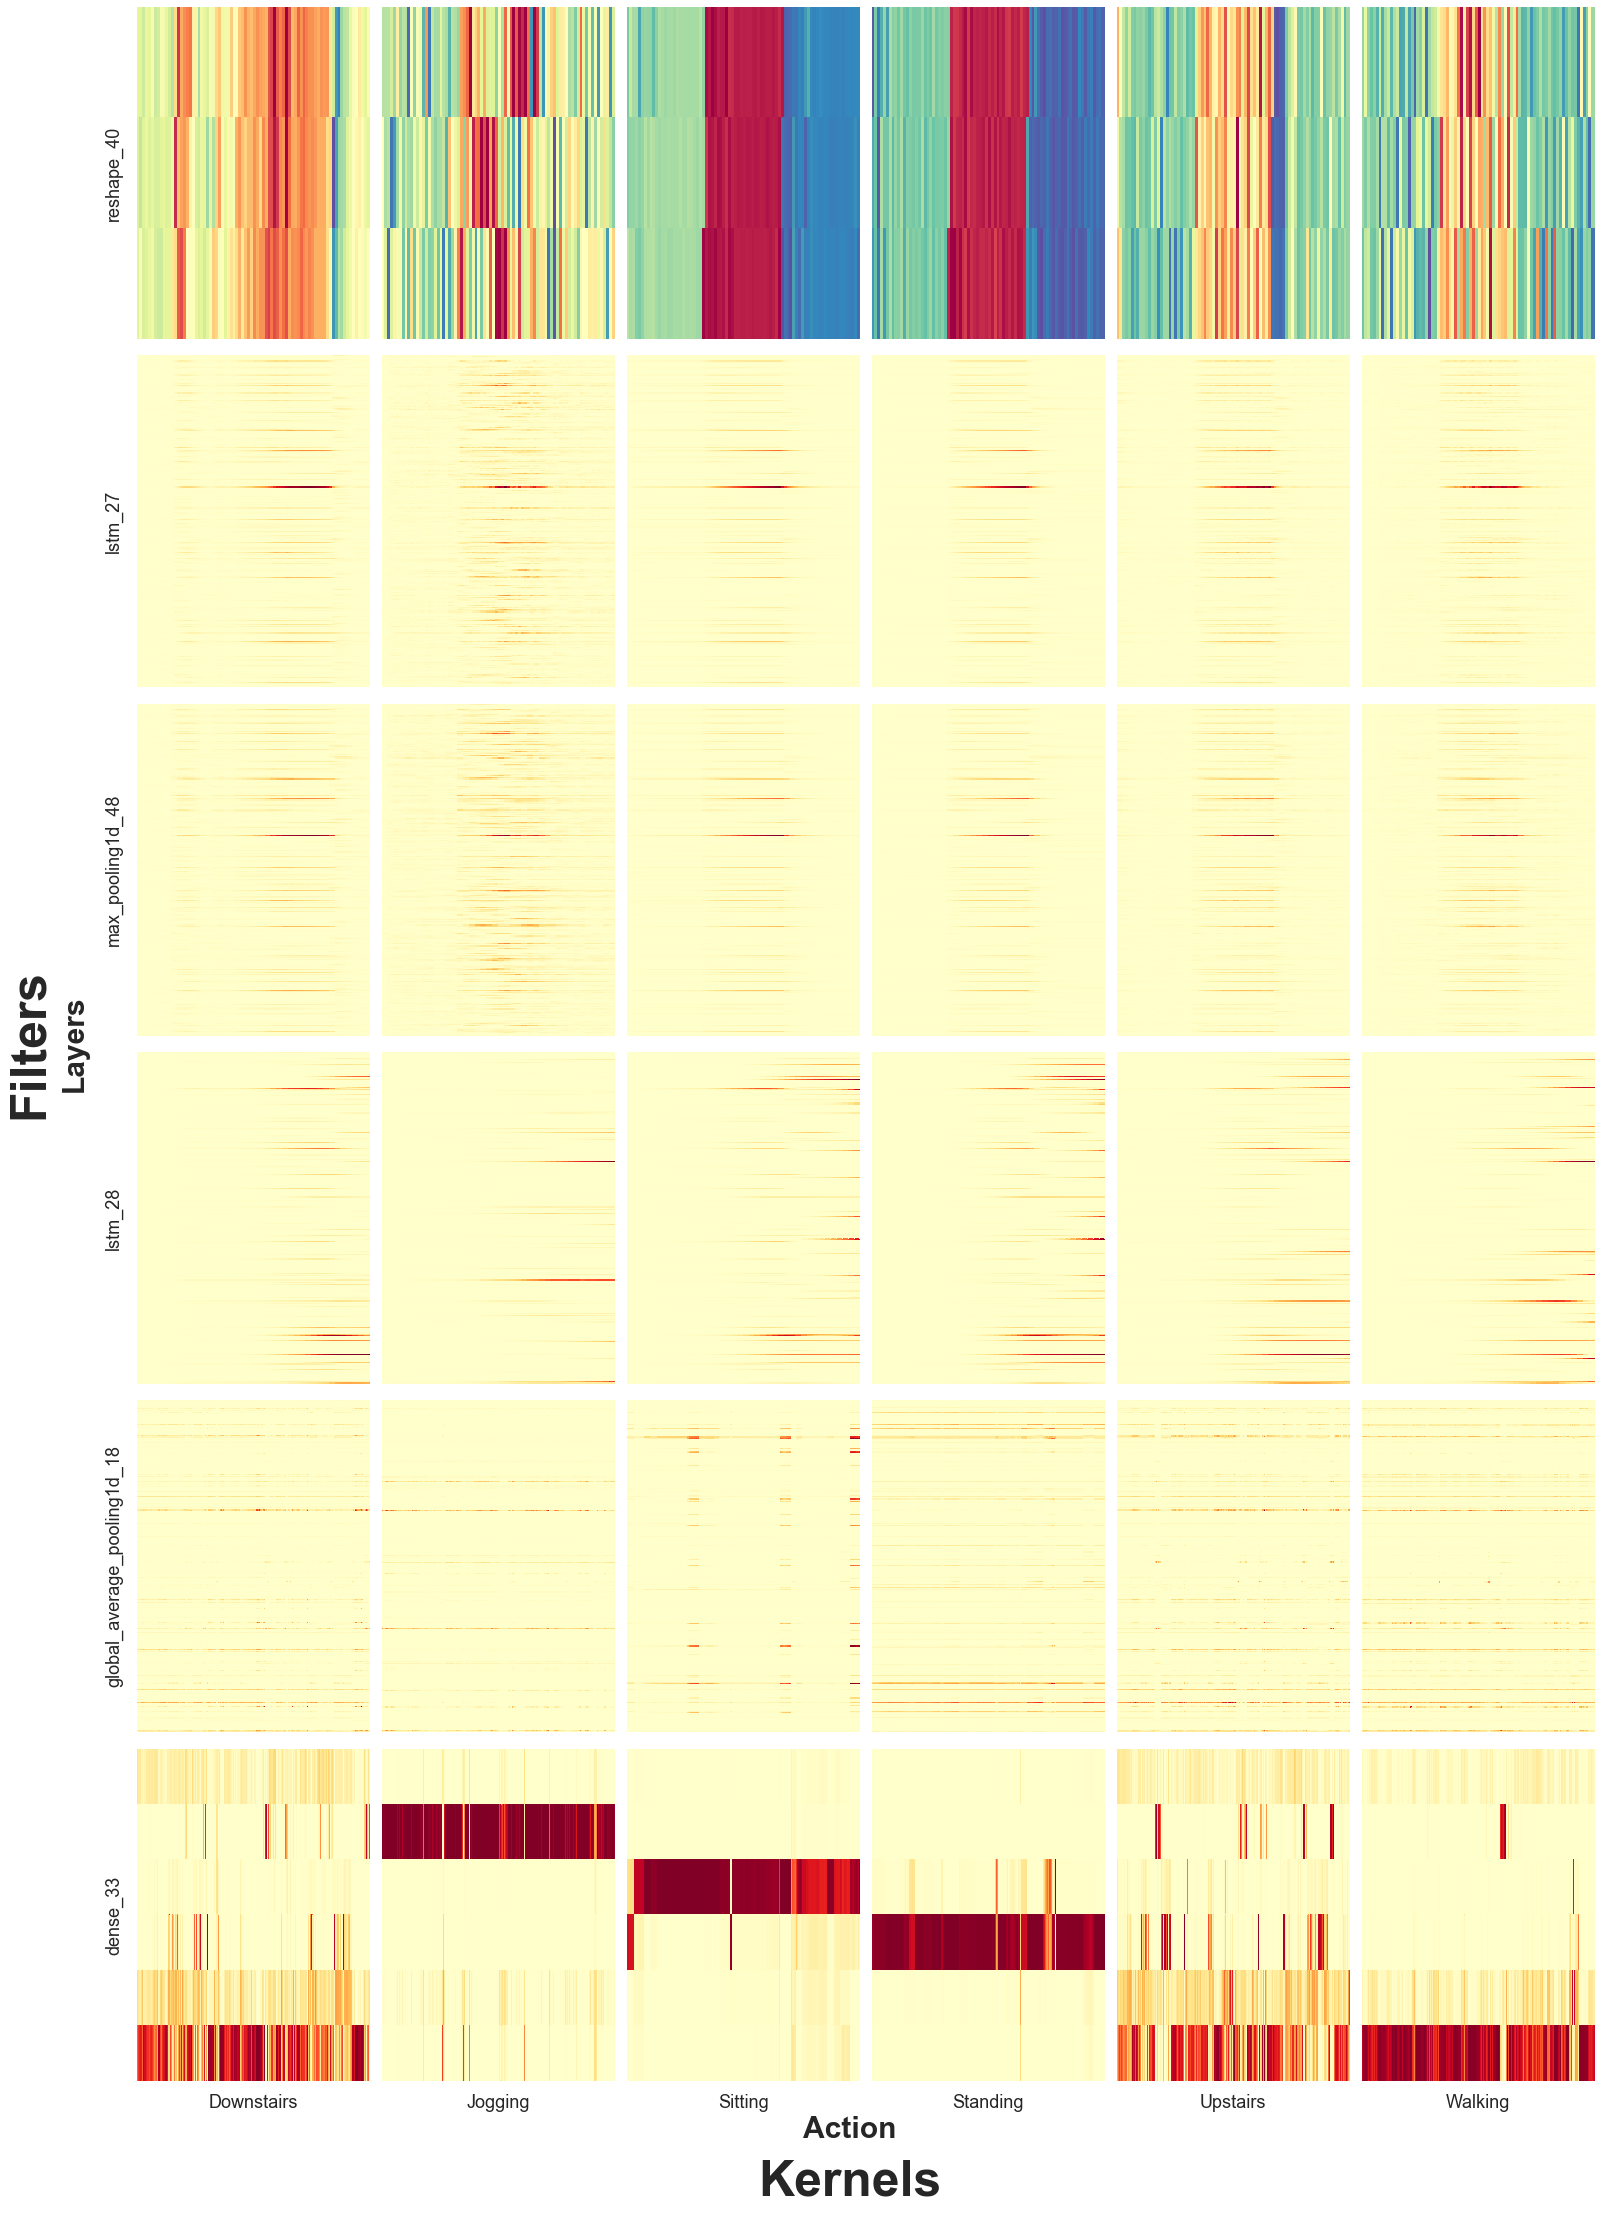 Filters
Layers
reshape_40
lstm_27
max_pooling1d_48
lstm_28
global_average_pooling1d_18
dense_33
Downstairs Jogging Sitting Standing Upstairs Walking
Action
Kernels